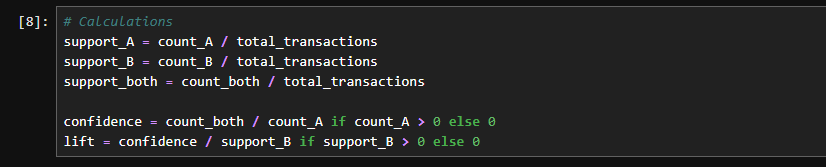 [8]: # Calculations
support_A = count_A / total_transactions
support_B = count_B / total_transactions
support_both = count_both / total_transactions
confidence = count_both / count_A if count_A > 0 else 0
lift = confidence / support_B if support_B > 0 else 0